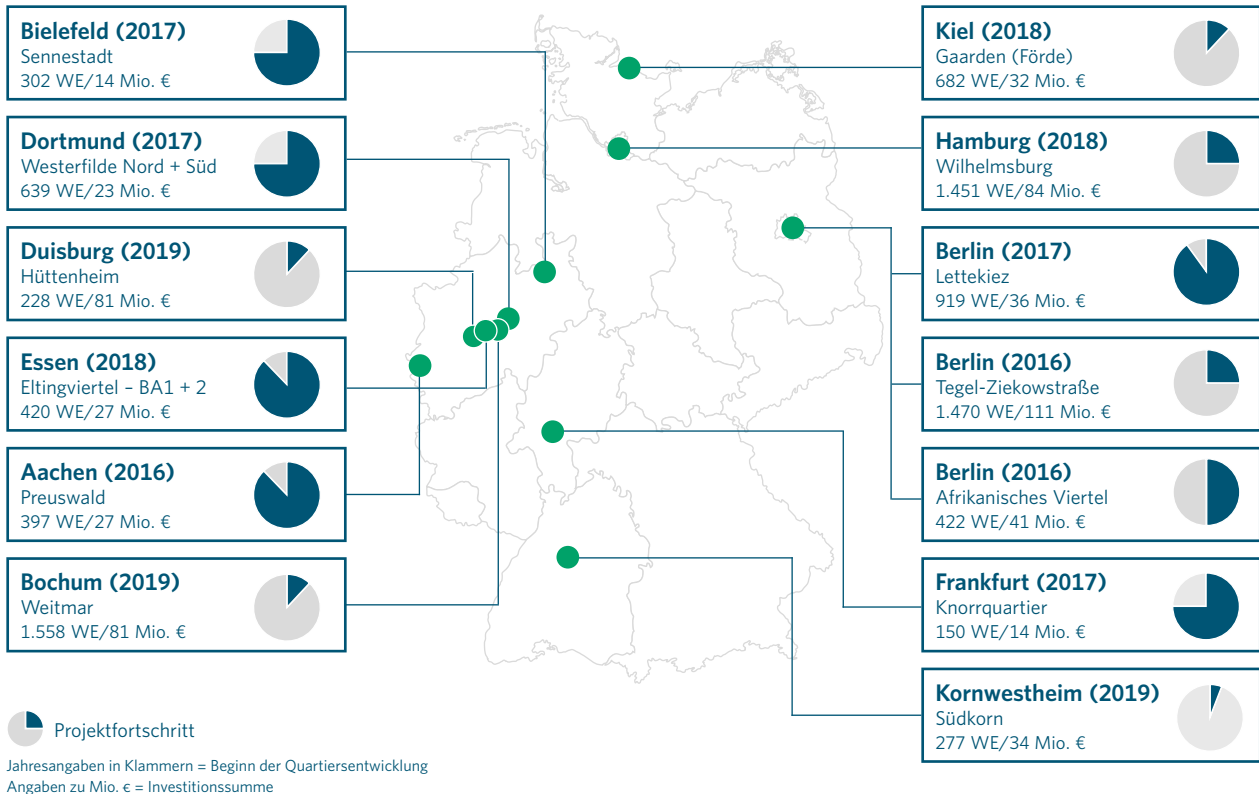 Bielefeld (2017)
Sennestadt
302 WE/14 Mio. €
Dortmund (2017)
Westerfilde Nord + Süd
639 WE/23 Mio. €
Duisburg (2019)
Hüttenheim
228 WE/81 Mio. €
Essen (2018)
Eltingviertel – BA1 + 2
420 WE/27 Mio. €
Aachen (2016)
Preuswald
397 WE/27 Mio. €
Bochum (2019)
Weitmar
1.558 WE/81 Mio. €
Kiel (2018)
Gaarden (Förde)
682 WE/32 Mio. €
Hamburg (2018)
Wilhelmsburg
1.451 WE/84 Mio. €
Berlin (2017)
Lettekiez
919 WE/36 Mio. €
Berlin (2016)
Tegel-Ziekowstraße
1.470 WE/111 Mio. €
Berlin (2016)
Afrikanisches Viertel
422 WE/41 Mio. €
Frankfurt (2017)
Knorrquartier
150 WE/14 Mio. €
Kornwestheim (2019)
Südkorn
277 WE/34 Mio. €
Projektfortschritt
Jahresangaben in Klammern = Beginn der Quartiersentwicklung
Angaben zu Mio. € = Investitionssumme